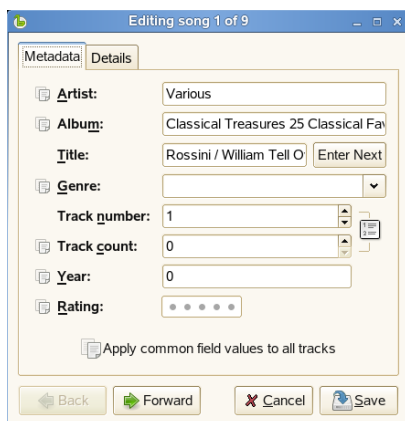 Editing song 1 of 9
Metadata Details
Artist: Various
Album: Classical Treasures 25 Classical Fav
Title: Rossini / William Tell O Enter Next
Genre:
Track number: 1
Track count: 0
Year: 0
Rating:
Apply common field values to all tracks
Back Forward Cancel Save